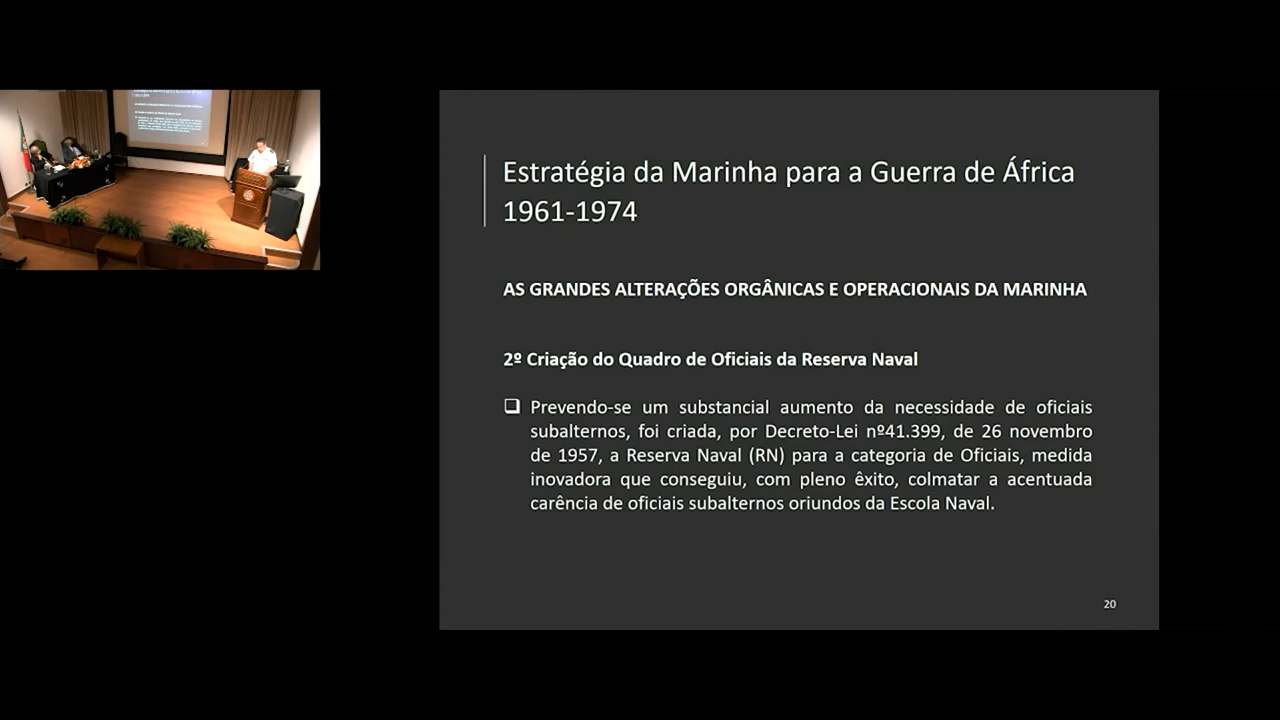 Estratégia da Marinha para a Guerra de África
1961-1974
AS GRANDES ALTERAÇÕES ORGÂNICAS E OPERACIONAIS DA MARINHA
2º Criação do Quadro de Oficiais da Reserva Naval
❑ Prevendo-se um substancial aumento da necessidade de oficiais
subalternos, foi criada, por Decreto-Lei nº41.399, de 26 novembro
de 1957, a Reserva Naval (RN) para a categoria de Oficiais, medida
inovadora que conseguiu, com pleno êxito, colmatar a acentuada
carência de oficiais subalternos oriundos da Escola Naval.
20